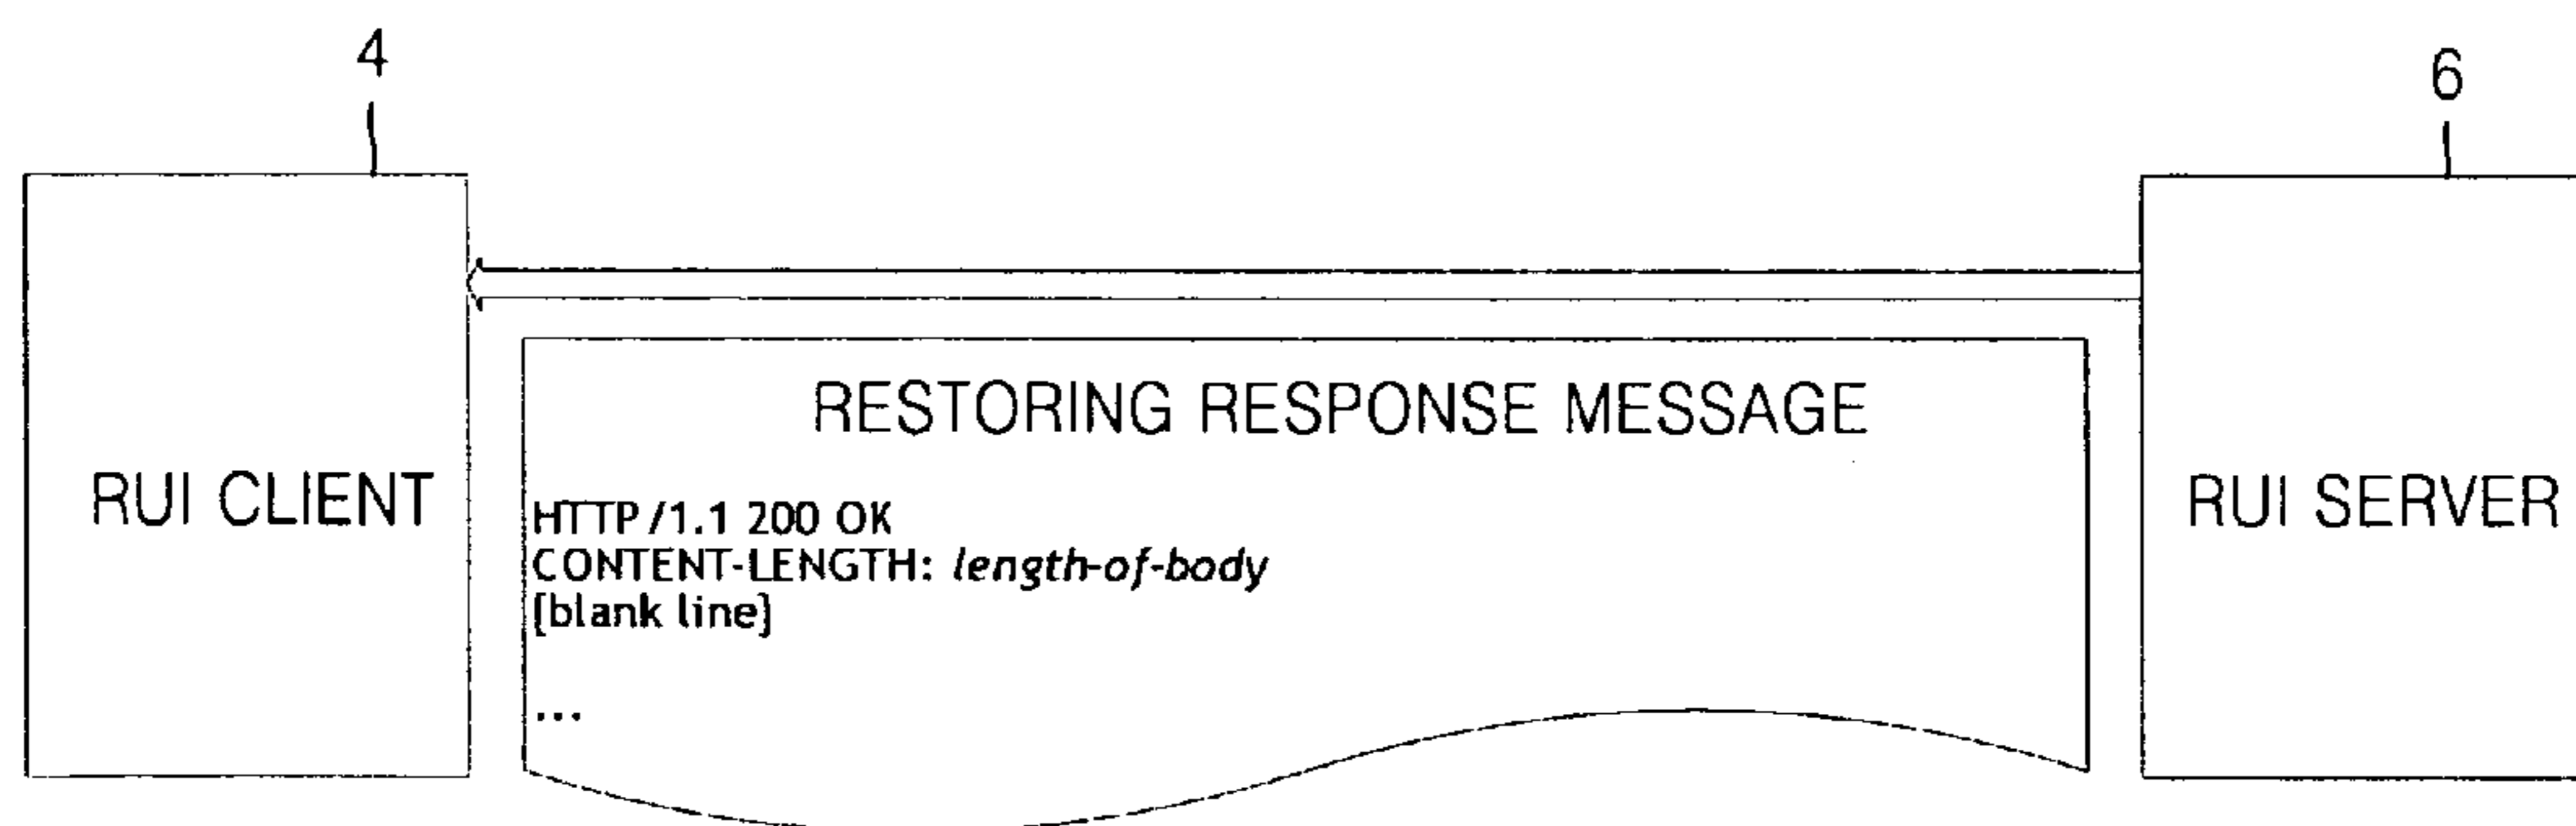 4
6
RESTORING RESPONSE MESSAGE
RUI CLIENT
RUI SERVER
HTTP/1.1 200 OK
CONTENT-LENGTH: length-of-body
[blank line]
...